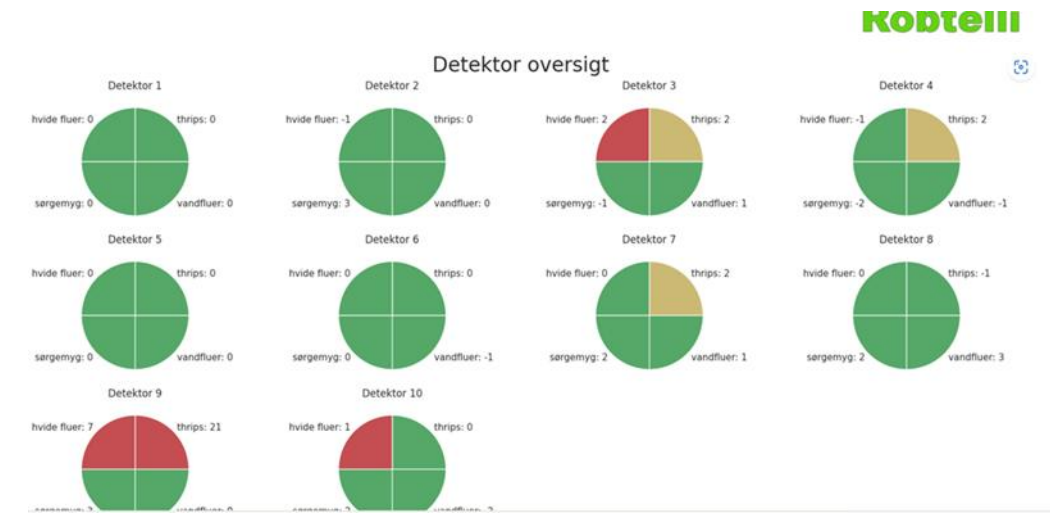 Robtelli
Detektor oversigt
Detektor 1 Detektor 2 Detektor 3 Detektor 4
hvide fluer: 0 thrips: 0 hvide fluer: -1 thrips: 0 hvide fluer: 2 thrips: 2 hvide fluer: -1 thrips: 2
sørgemyg: 0 vandfluer: 0 sørgemyg: 3 vandfluer: 0 sørgemyg: -1 vandfluer: 1 sørgemyg: -2 vandfluer: -1
Detektor 5 Detektor 6 Detektor 7 Detektor 8
hvide fluer: 0 thrips: 0 hvide fluer: 0 thrips: 0 hvide fluer: 0 thrips: 2 hvide fluer: 0 thrips: -1
sørgemyg: 0 vandfluer: 0 sørgemyg: 0 vandfluer: -1 sørgemyg: 2 vandfluer: 1 sørgemyg: 2 vandfluer: 3
Detektor 9 Detektor 10
hvide fluer: 7 thrips: 21 hvide fluer: 1 thrips: 0
sørgemyg: vandfluer: sørgemyg: vandfluer: